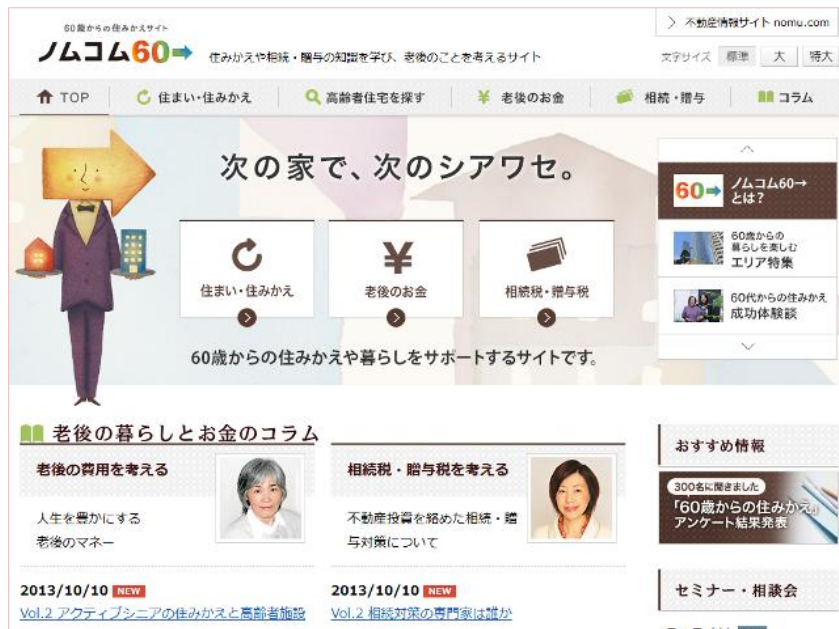 60歳からの住みかえサイト
ノムコム60➡
住みかえや相続・贈与の知識を学び、老後のことを考えるサイト
> 不動産情報サイト nomu.com
文字サイズ 標準 大 特大
TOP
住まい・住みかえ
高齢者住宅を探す
¥ 老後のお金
相続・贈与
コラム
次の家で、次のシアワセ。
住まい・住みかえ
¥
老後のお金
相続税・贈与税
60歳からの住みかえや暮らしをサポートするサイトです。
60➡
ノムコム60→
とは?
60歳からの
暮らしを楽しむ
エリア特集
60代からの住みかえ
成功体験談
老後の暮らしとお金のコラム
老後の費用を考える
人生を豊かにする
老後のマネー
2013/10/10 NEW
Vol.2 アクティブシニアの住みかえと高齢者施設
相続税・贈与税を考える
不動産投資を絡めた相続・贈
与対策について
2013/10/10 NEW
Vol.2 相続対策の専門家は誰か
おすすめ情報
300名に聞きました
「60歳からの住みかえ」
アンケート結果発表
セミナー・相談会